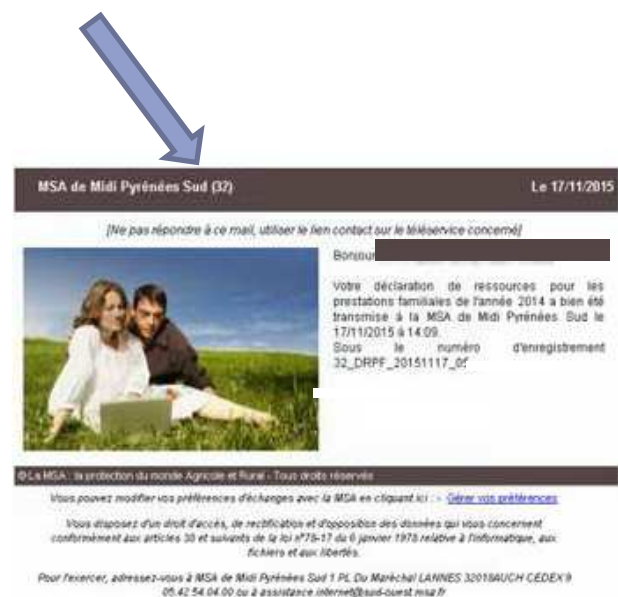 MSA de Midi Pyrénées Sud (32) Le 17/11/2015
[Ne pas répondre à ce mail, utiliser le lien contact sur le téléservice concerné]
Bonjour
Votre déclaration de ressources pour les
prestations familiales de l'année 2014 a bien été
transmise à la MSA de Midi Pyrénées Sud le
17/11/2015 à 14:09.
Sous le numéro d'enregistrement
32_DRPF_20151117_0
© La MSA : la protection du monde Agricole et Rural - Tous droits réservés
Vous pouvez modifier vos préférences d'échanges avec la MSA en cliquant ici :- Gérer vos préférences
Vous disposez d'un droit d'accès, de rectification et d'opposition des données qui vous concernent
conformément aux articles 38 et suivants de la loi n°78-17 du 6 janvier 1978 relative à l'informatique, aux
fichiers et aux libertés.
Pour l'exercer, adressez-vous à MSA de Midi Pyrénées Sud 1 PL Du Maréchal LANNES 32018AUCH CEDEX 9
05.42.54.04.00 ou à assistance.internet@sud-ouest.msa.fr